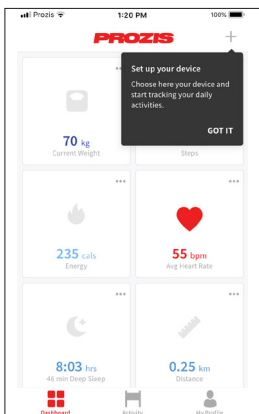 Prozis 1:20 PM 100%
PROZIS
+
Set up your device
Choose here your device and
start tracking your daily
activities.
GOT IT
70 kg
Current Weight
Steps
235 cals
Energy
55 bpm
Avg Heart Rate
8:03 hrs
46 min Deep Sleep
0.25 km
Distance
Dashboard Activity My Profile